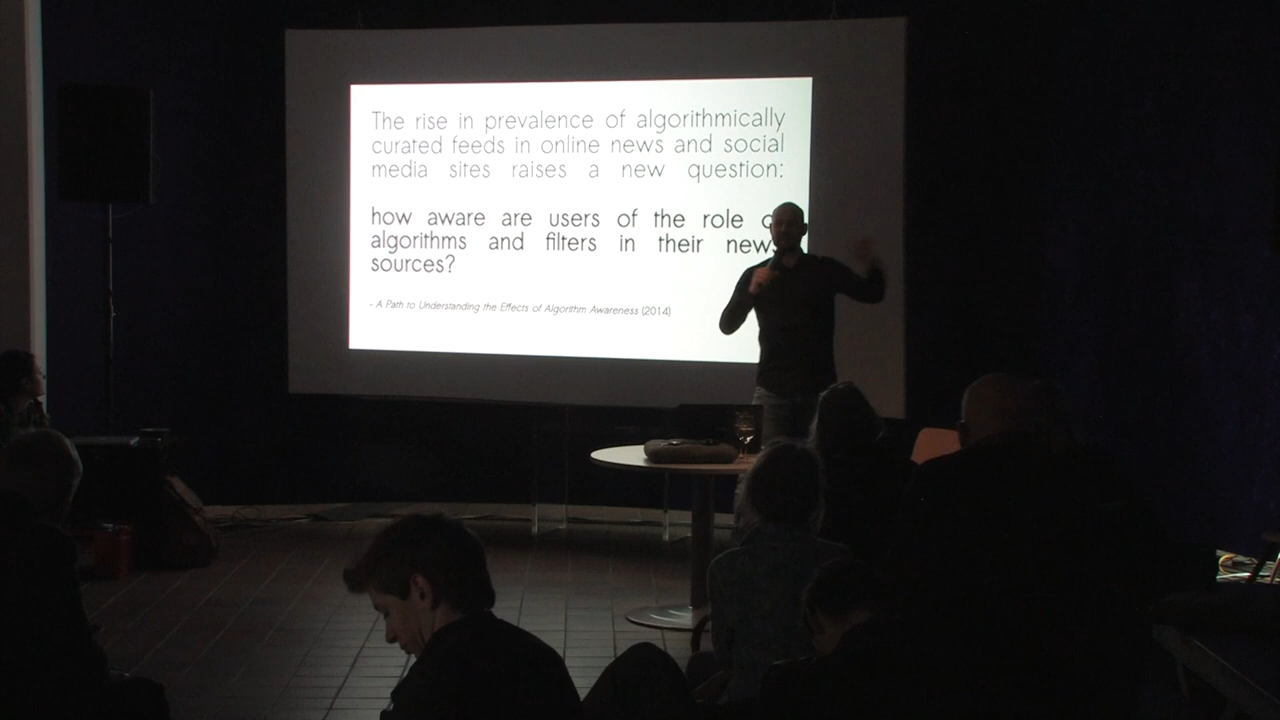 The rise in prevalence of algorithmically
curated feeds in online news and social
media sites raises a new question:
how aware are users of the role
algorithms and filters in their news
sources?
- A Path to Understanding the Effects of Algorithm Awareness (2014)